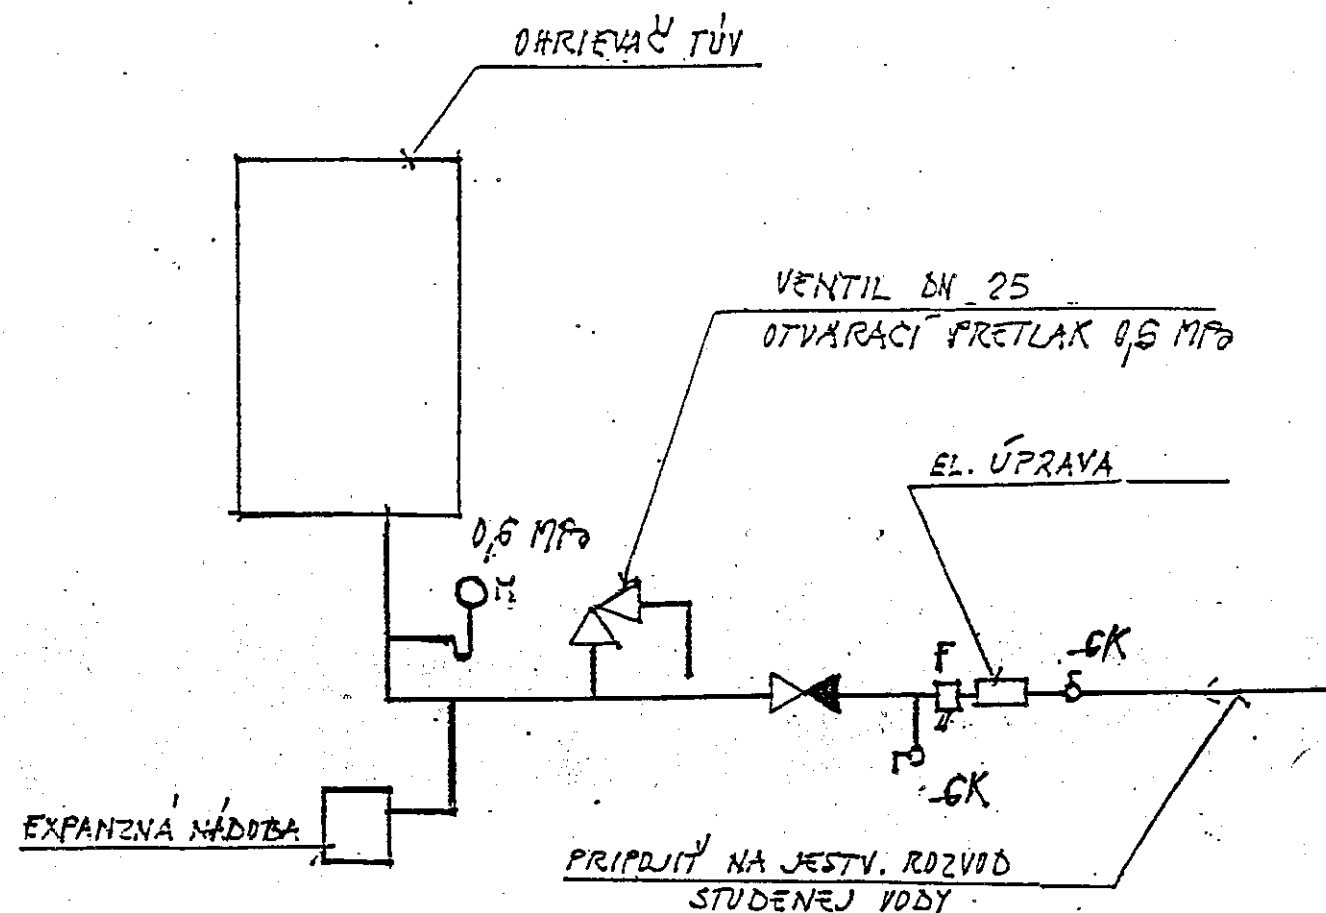 OHRIEVAČ TÚV
VENTIL DN 25
OTVÁRACÍ PRETLAK 0,6 MPa
EL. ÚPRAVA
0,6 MPa
M
F
GK
GK
EXPANZNÁ NÁDOBA
PRIPOJIŤ NA JESTV. ROZVOD
STUDENEJ VODY